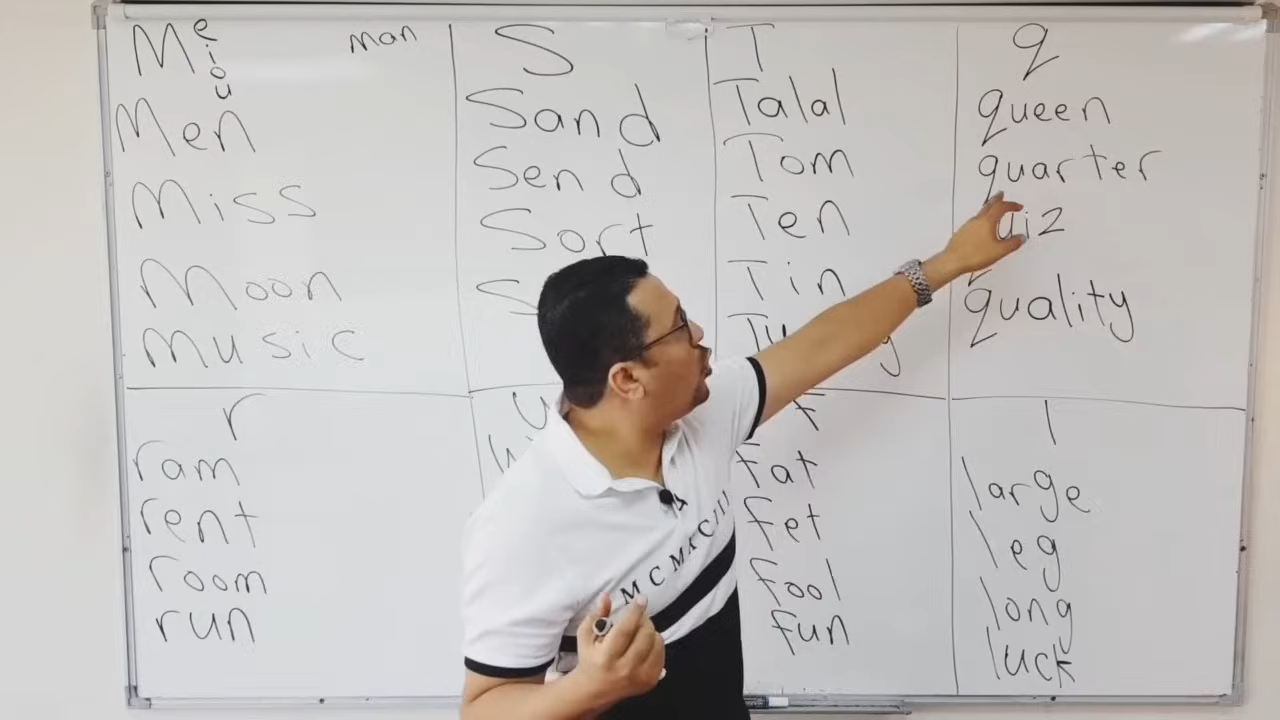 M e i o u man
Men
Miss
Moon
Music
S
Sand
Send
Sort
T
Talal
Tom
Ten
Tin
q
queen
quarter
quality
r
ram
rent
room
run
fat
fet
fool
fun
l
large
leg
long
luck
MCMXCIII